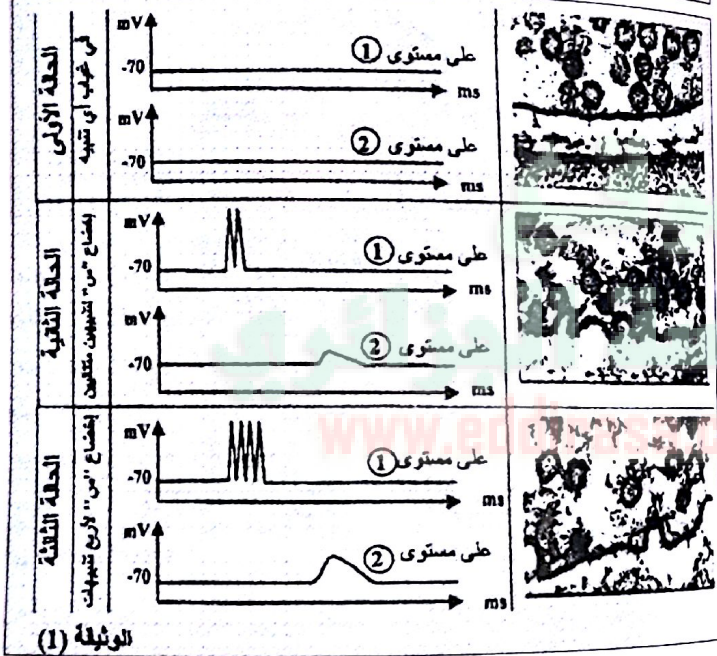 الحالة الأولى
في غياب أي تنبيه
mV
-70
على مستوى ①
ms
mV
-70
على مستوى ②
ms
الحالة الثانية
إخضاع "س" لتنبيهين متتاليين
mV
-70
على مستوى ①
ms
mV
-70
على مستوى ②
ms
الحالة الثالثة
إخضاع "س" لأربع تنبيهات
mV
-70
على مستوى ①
ms
mV
-70
على مستوى ②
ms
الوثيقة (1)
الجزائري